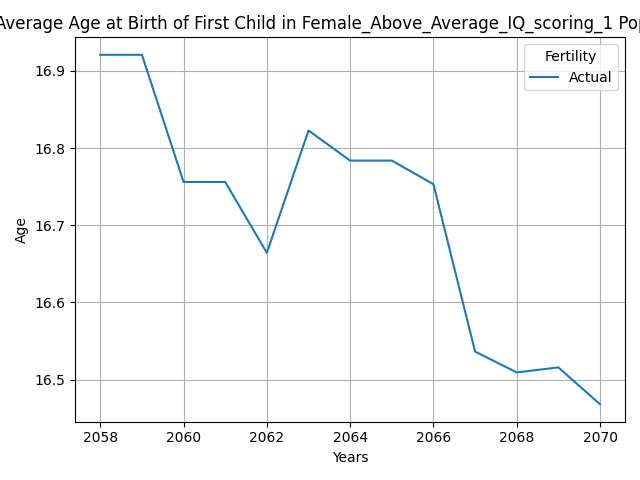 Average Age at Birth of First Child in Female_Above_Average_IQ_scoring_1 Pop
Fertility
Actual
16.9
16.8
16.7
16.6
16.5
Age
2058 2060 2062 2064 2066 2068 2070
Years